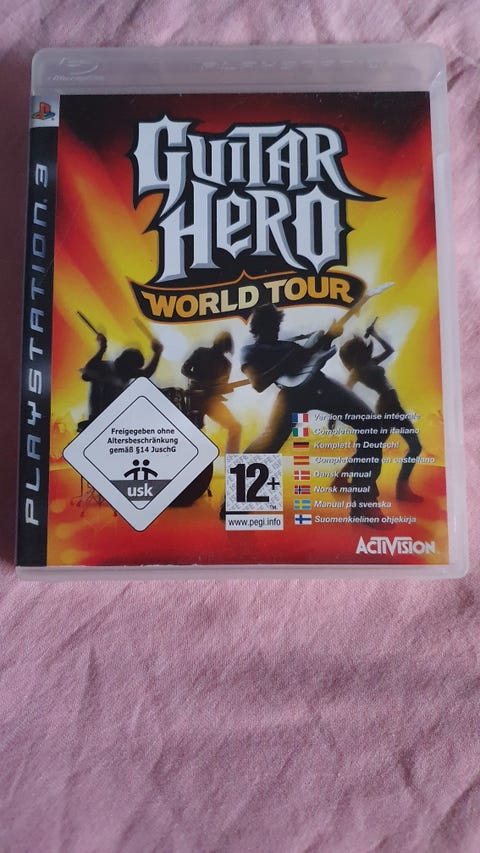 PLAYSTATION
PLAYSTATION 3
GUITAR
HERO
WORLD TOUR
Freigegeben ohne
Altersbeschränkung
gemäß §14 JuSchG
usk
12+
www.pegi.info
Version française intégrale
Completamente in italiano
Komplett in Deutsch!
Completamente en castellano
Dansk manual
Norsk manual
Manual på svenska
Suomenkielinen ohjekirja
ACTIVISION